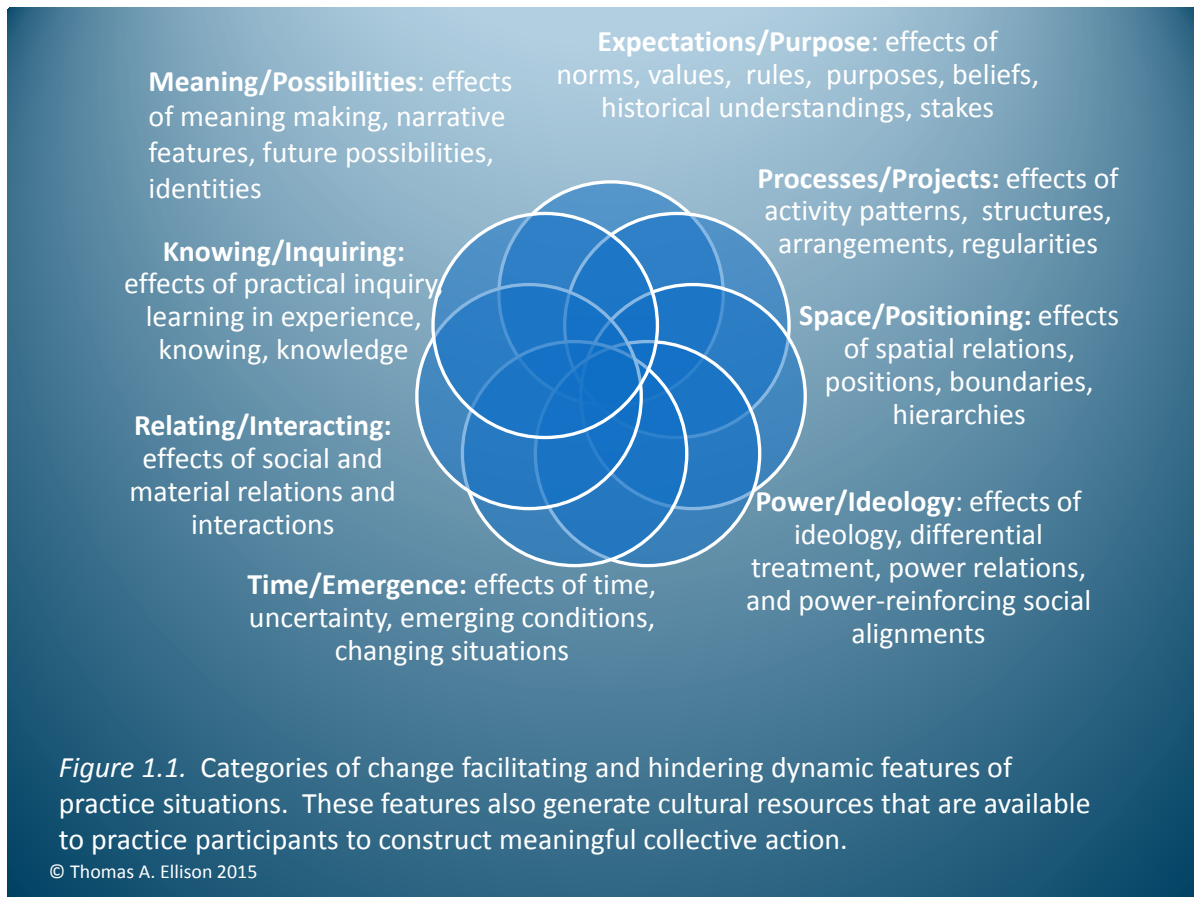 Expectations/Purpose: effects of
norms, values, rules, purposes, beliefs,
historical understandings, stakes
Meaning/Possibilities: effects
of meaning making, narrative
features, future possibilities,
identities
Processes/Projects: effects of
activity patterns, structures,
arrangements, regularities
Knowing/Inquiring:
effects of practical inquiry,
learning in experience,
knowing, knowledge
Space/Positioning: effects
of spatial relations,
positions, boundaries,
hierarchies
Relating/Interacting:
effects of social and
material relations and
interactions
Power/Ideology: effects of
ideology, differential
treatment, power relations,
and power-reinforcing social
alignments
Time/Emergence: effects of time,
uncertainty, emerging conditions,
changing situations
Figure 1.1. Categories of change facilitating and hindering dynamic features of
practice situations. These features also generate cultural resources that are available
to practice participants to construct meaningful collective action.
© Thomas A. Ellison 2015